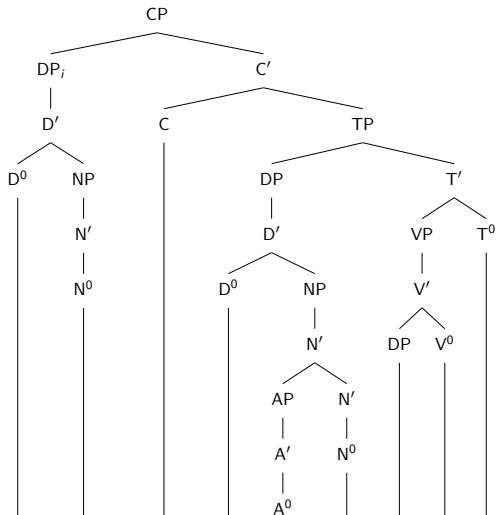 CP
DPᵢ C′
D′ C TP
D⁰ NP DP T′
N′ D′ VP T⁰
N⁰ D⁰ NP V′
N′ DP V⁰
AP N′
A′ N⁰
A⁰